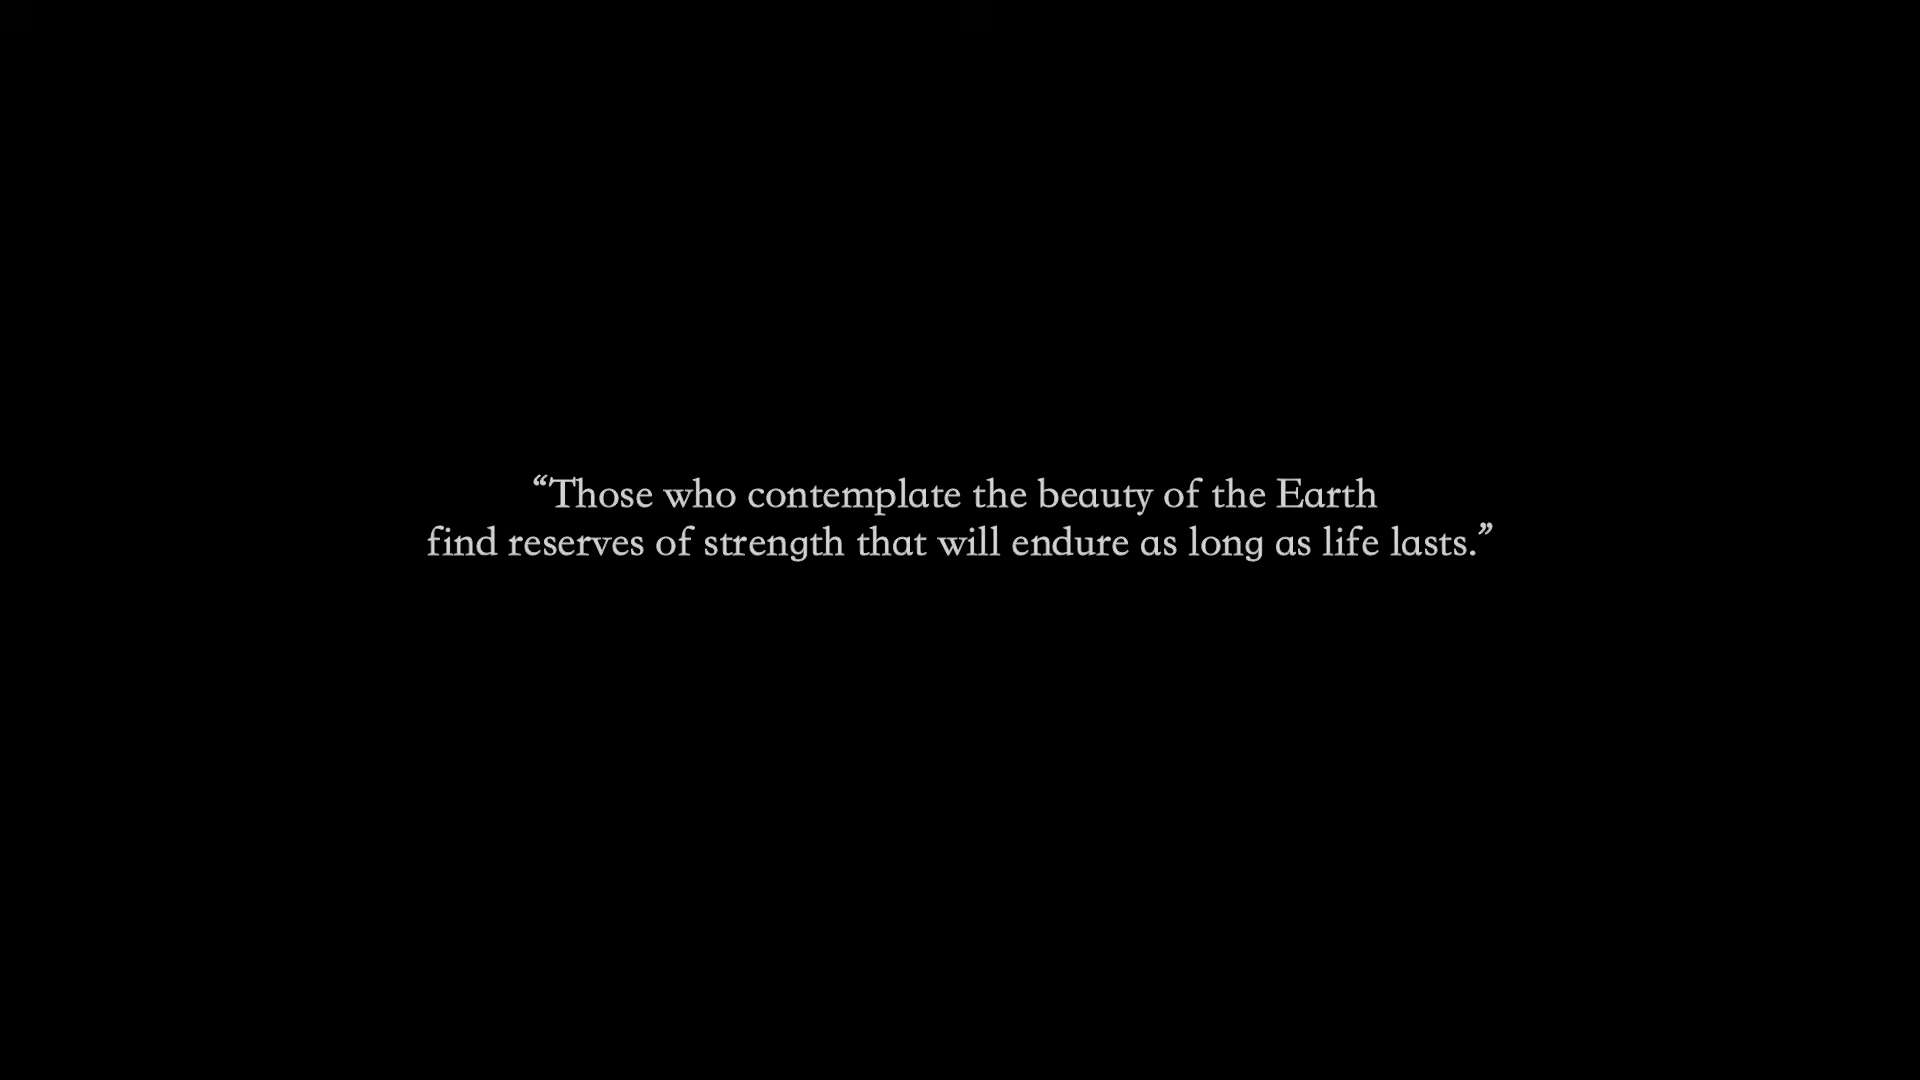 “Those who contemplate the beauty of the Earth
find reserves of strength that will endure as long as life lasts.”